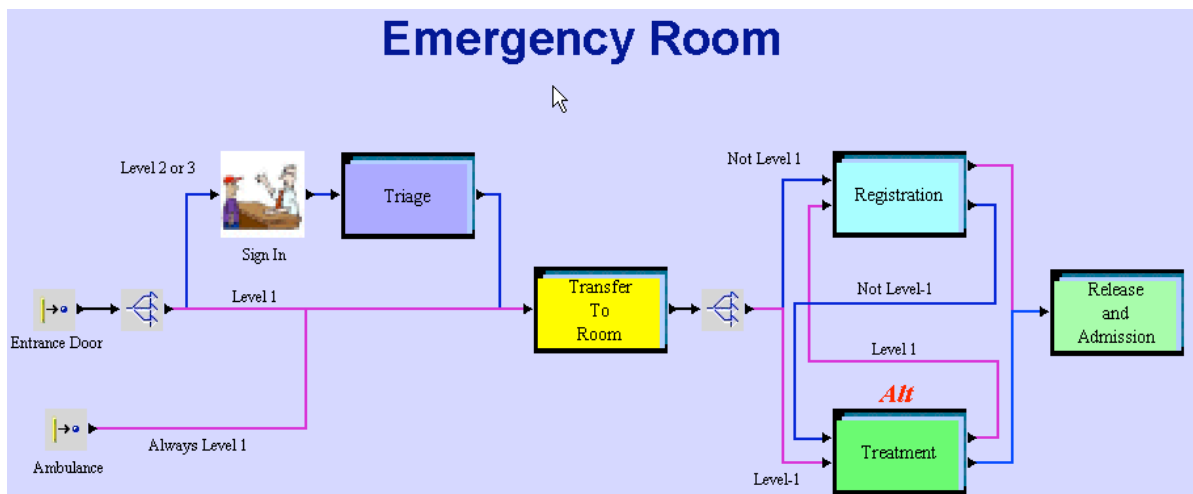 Emergency Room
Level 2 or 3
Triage
Sign In
Level 1
Entrance Door
Always Level 1
Ambulance
Transfer
To
Room
Not Level 1
Registration
Not Level-1
Level 1
Alt
Treatment
Level-1
Release
and
Admission